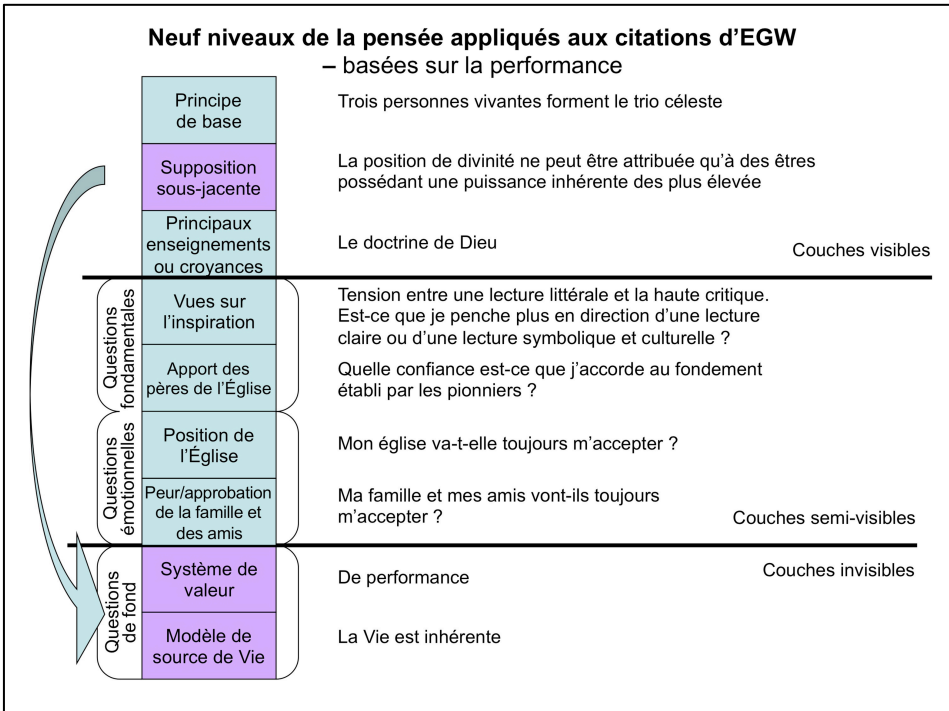 Neuf niveaux de la pensée appliqués aux citations d’EGW
– basées sur la performance
Principe
de base
Trois personnes vivantes forment le trio céleste
Supposition
sous-jacente
La position de divinité ne peut être attribuée qu’à des êtres
possédant une puissance inhérente des plus élevée
Principaux
enseignements
ou croyances
Le doctrine de Dieu
Couches visibles
Questions
fondamentales
Vues sur
l’inspiration
Tension entre une lecture littérale et la haute critique.
Est-ce que je penche plus en direction d’une lecture
claire ou d’une lecture symbolique et culturelle ?
Apport des
pères de l’Église
Quelle confiance est-ce que j’accorde au fondement
établi par les pionniers ?
Questions
émotionnelles
Position de
l’Église
Mon église va-t-elle toujours m’accepter ?
Peur/approbation
de la famille et
des amis
Ma famille et mes amis vont-ils toujours
m’accepter ?
Couches semi-visibles
Questions
de fond
Système de
valeur
De performance
Couches invisibles
Modèle de
source de Vie
La Vie est inhérente